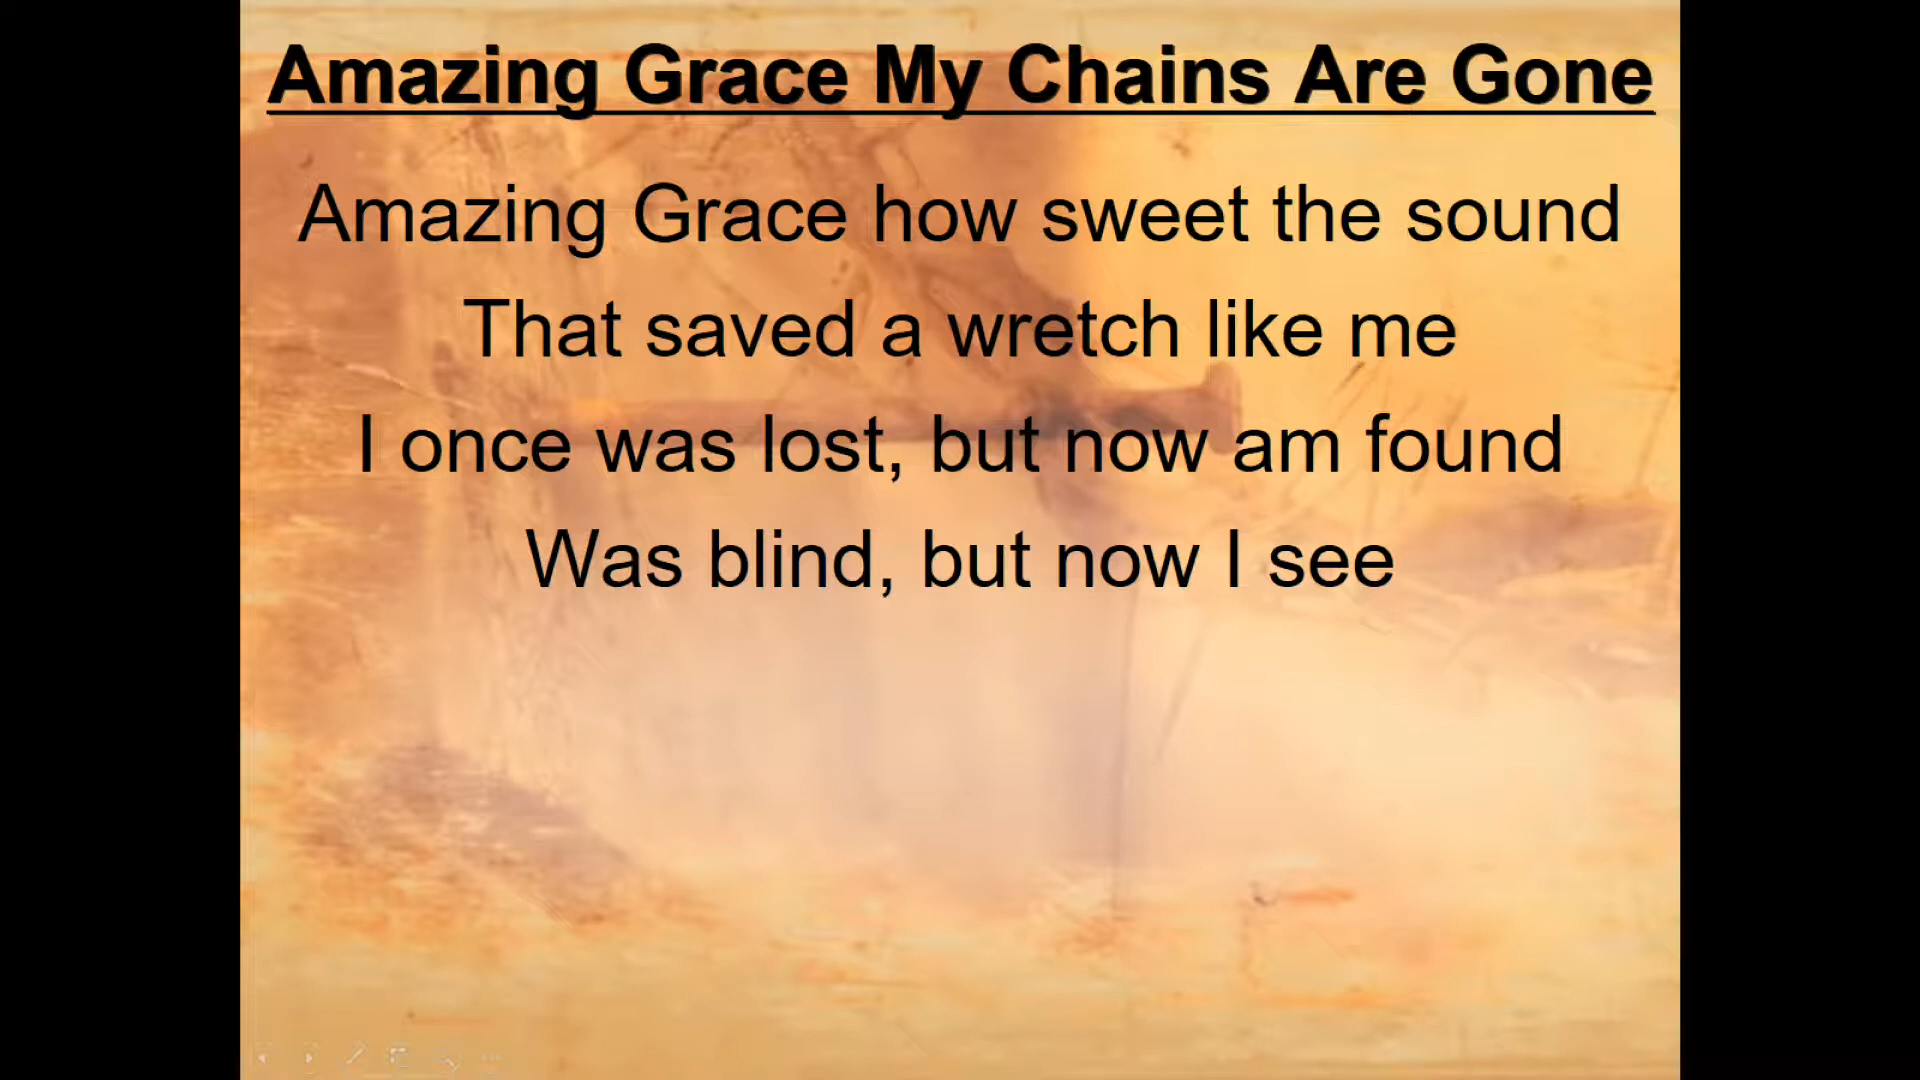 Amazing Grace My Chains Are Gone
Amazing Grace how sweet the sound
That saved a wretch like me
I once was lost, but now am found
Was blind, but now I see